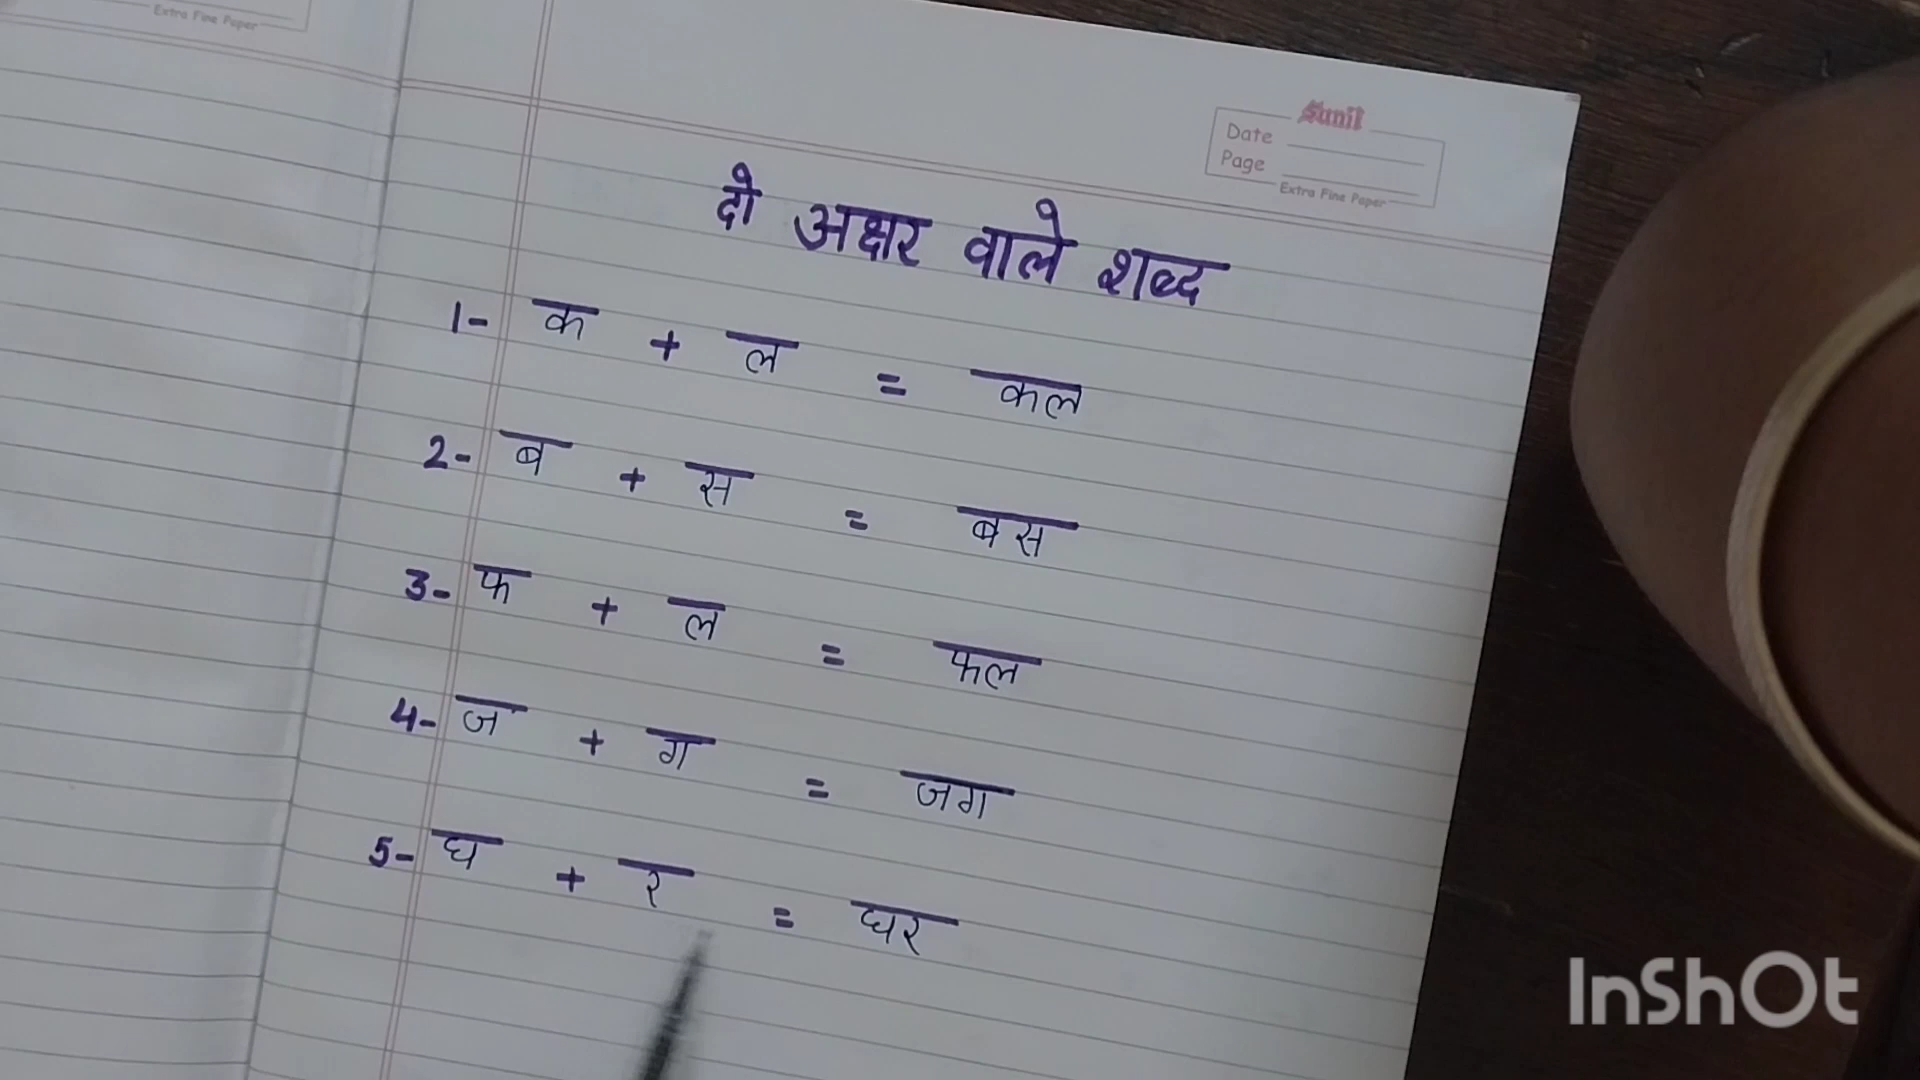 Extra Fine Paper
Sunil
Date
Page
Extra Fine Paper
दो अक्षर वाले शब्द
1- क + ल = कल
2- ब + स = बस
3- फ + ल = फल
4- ज + ग = जग
5- घ + र = घर
InShOt